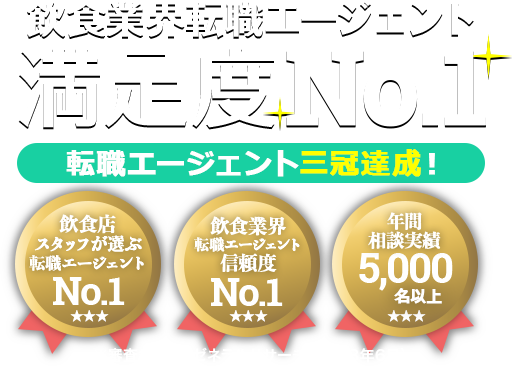 飲食業界転職エージェント
満足度No.1
転職エージェント三冠達成！
飲食店
スタッフが選ぶ
転職エージェント
No.1
★★★
飲食業界
転職エージェント
信頼度
No.1
★★★
年間
相談実績
5,000
名以上
★★★